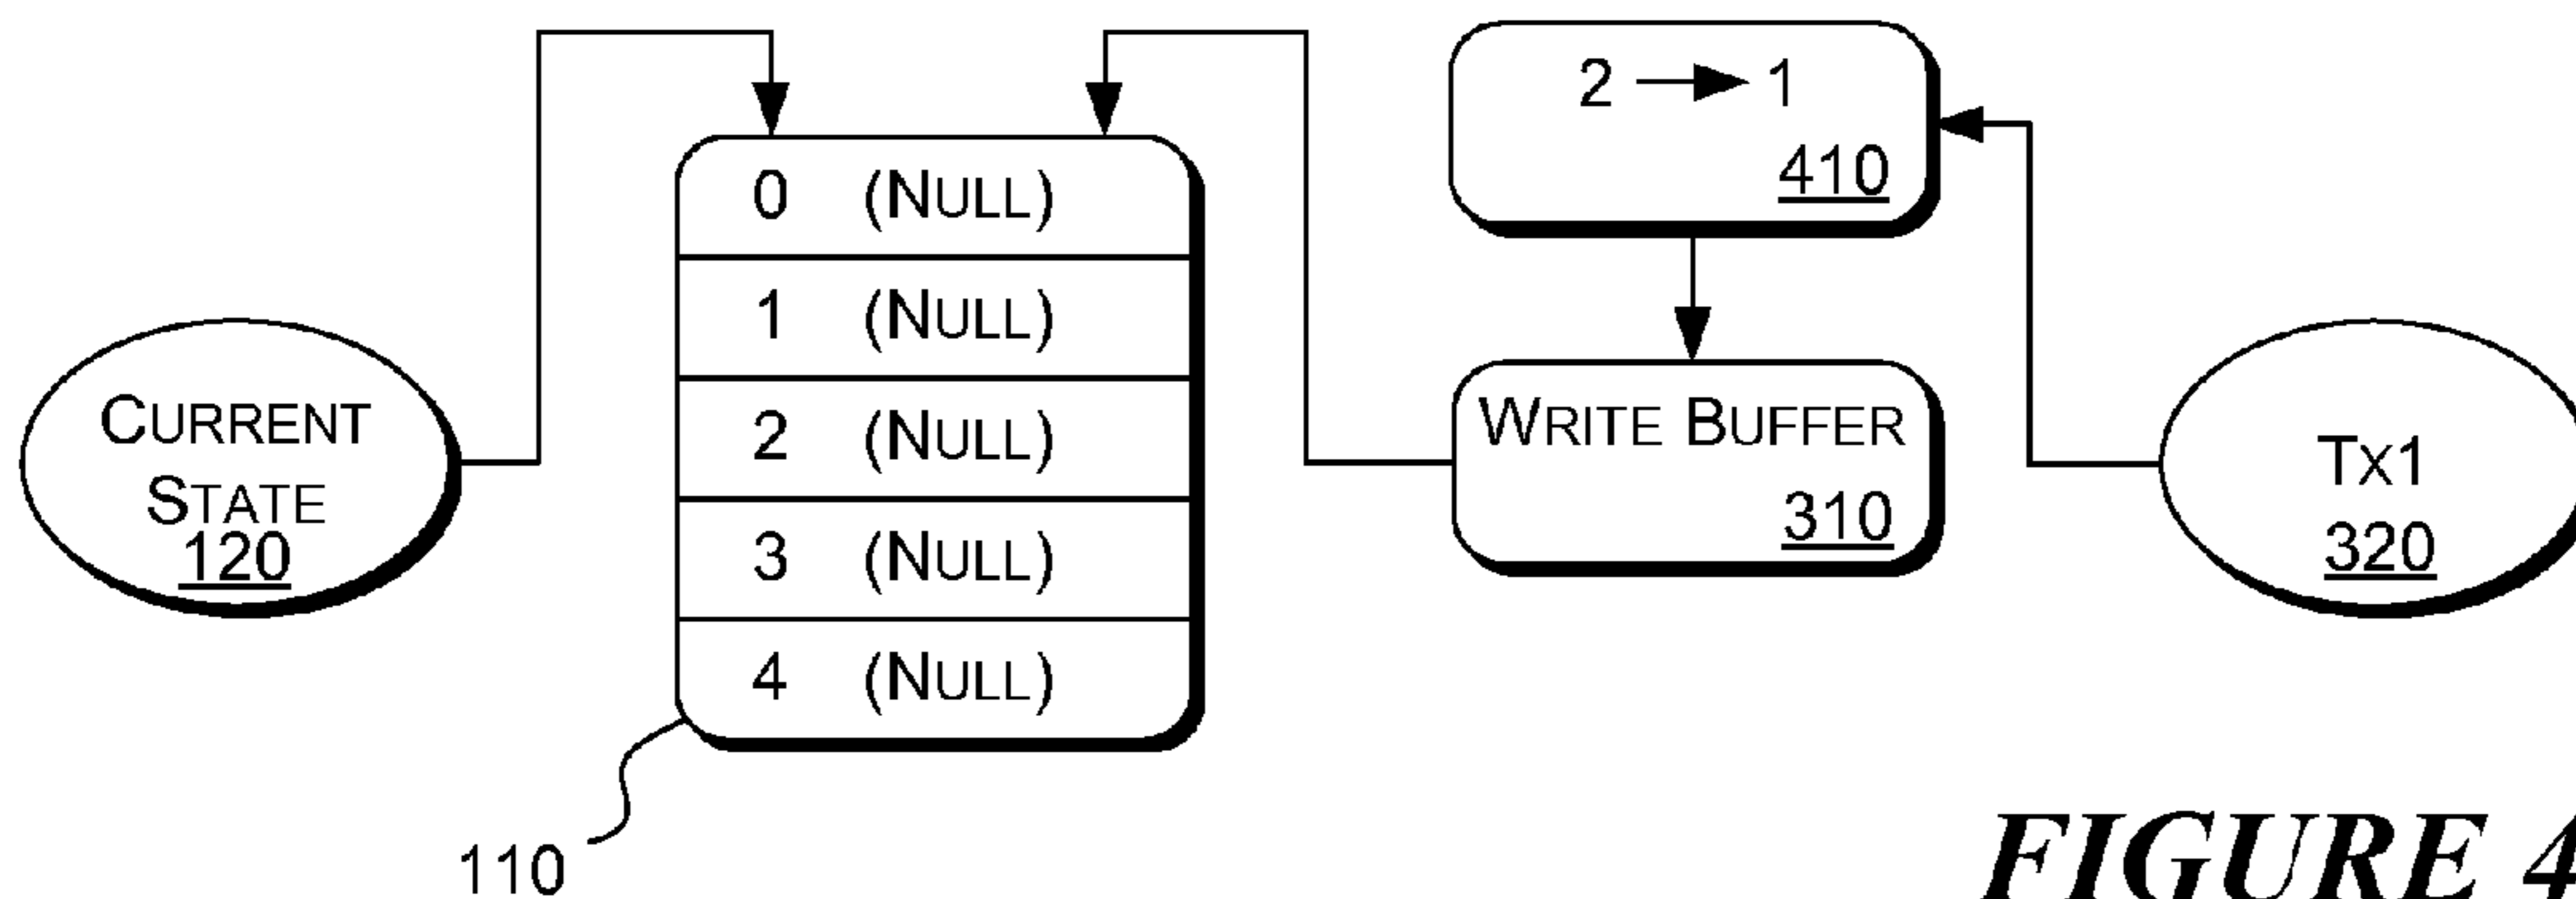 CURRENT
STATE
120
0 (NULL)
1 (NULL)
2 (NULL)
3 (NULL)
4 (NULL)
110
2 → 1
410
WRITE BUFFER
310
TX1
320
FIGURE 4